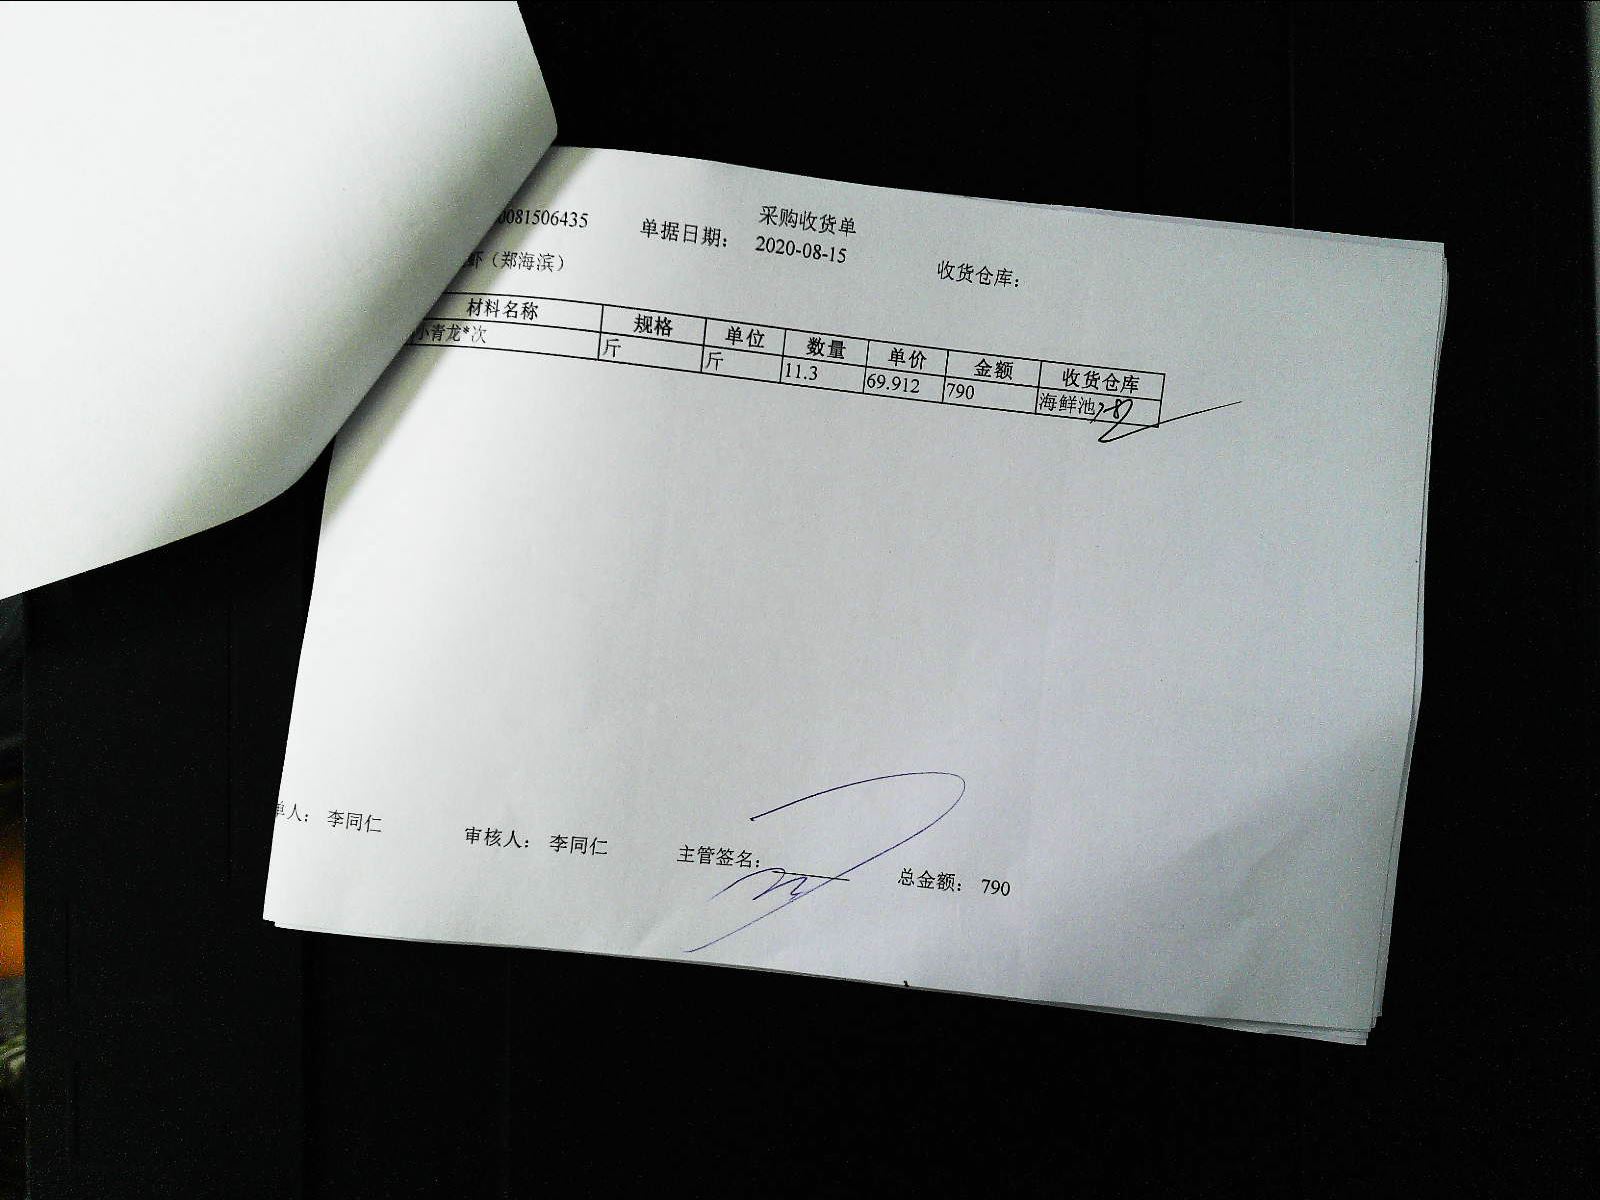 采购收货单
0081506435 单据日期: 2020-08-15 收货仓库:
虾（郑海滨）
材料名称 规格 单位 数量 单价 金额 收货仓库
小青龙*次 斤 斤 11.3 69.912 790 海鲜池
单人: 李同仁 审核人: 李同仁 主管签名: 总金额: 790